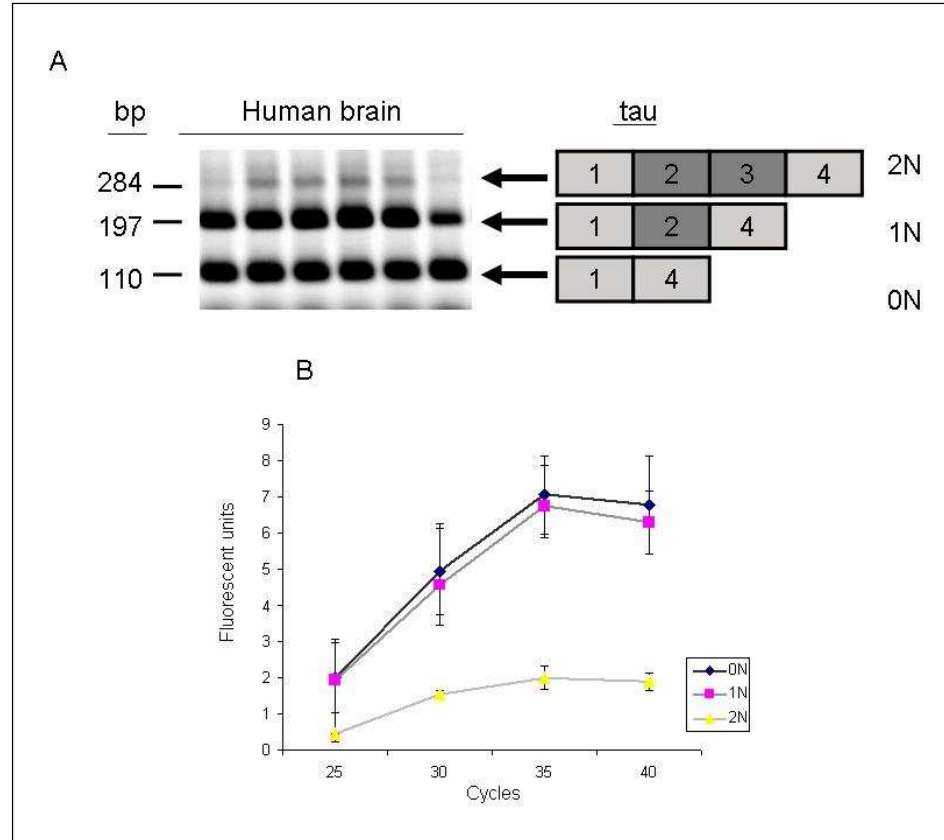 A
bp Human brain tau
284 1 2 3 4 2N
197 1 2 4 1N
110 1 4 0N
B
9
8
7
6
5
4
3
2
1
0
Fluorescent units
25 30 35 40
Cycles
0N
1N
2N